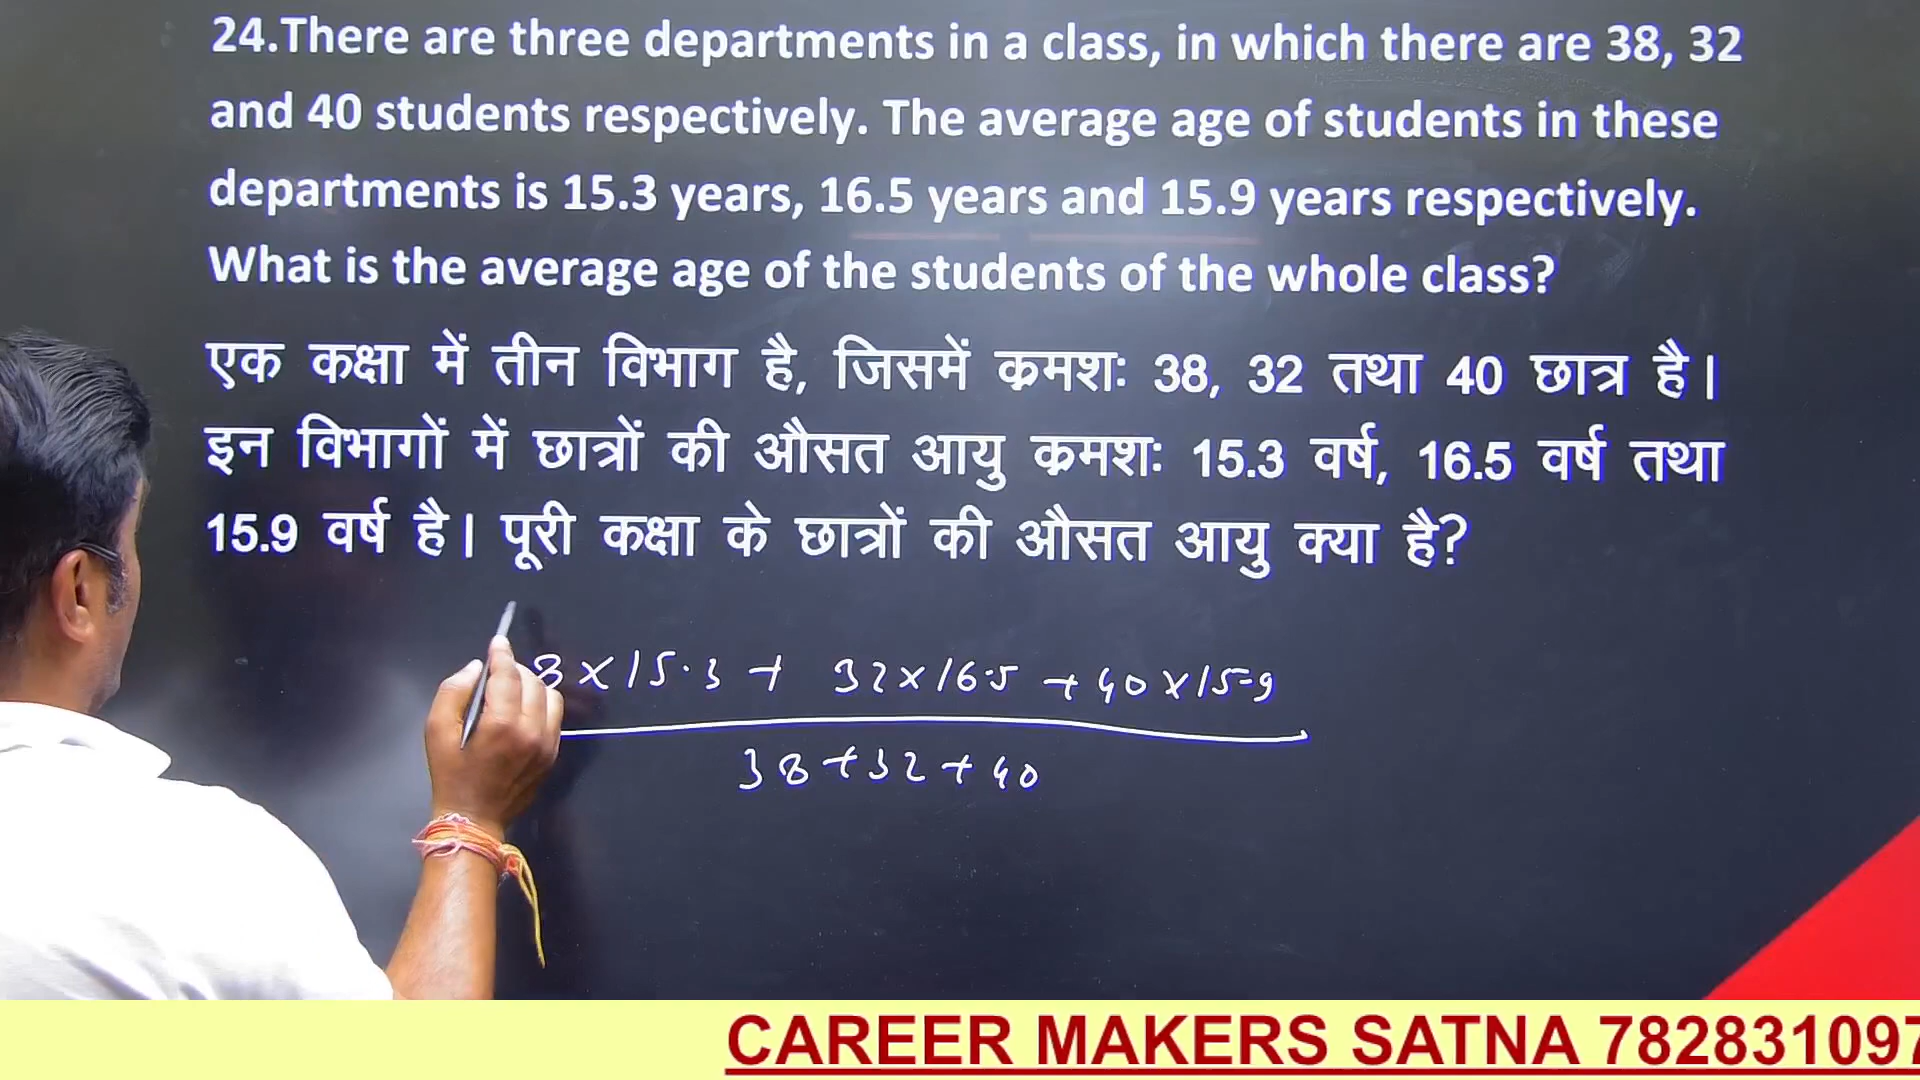 24.There are three departments in a class, in which there are 38, 32
and 40 students respectively. The average age of students in these
departments is 15.3 years, 16.5 years and 15.9 years respectively.
What is the average age of the students of the whole class?
एक कक्षा में तीन विभाग है, जिसमें क्रमशः 38, 32 तथा 40 छात्र है।
इन विभागों में छात्रों की औसत आयु क्रमशः 15.3 वर्ष, 16.5 वर्ष तथा
15.9 वर्ष है। पूरी कक्षा के छात्रों की औसत आयु क्या है?
8 × 15.3 + 32 × 16.5 + 40 × 15.9
38 + 32 + 40
CAREER MAKERS SATNA 782831097